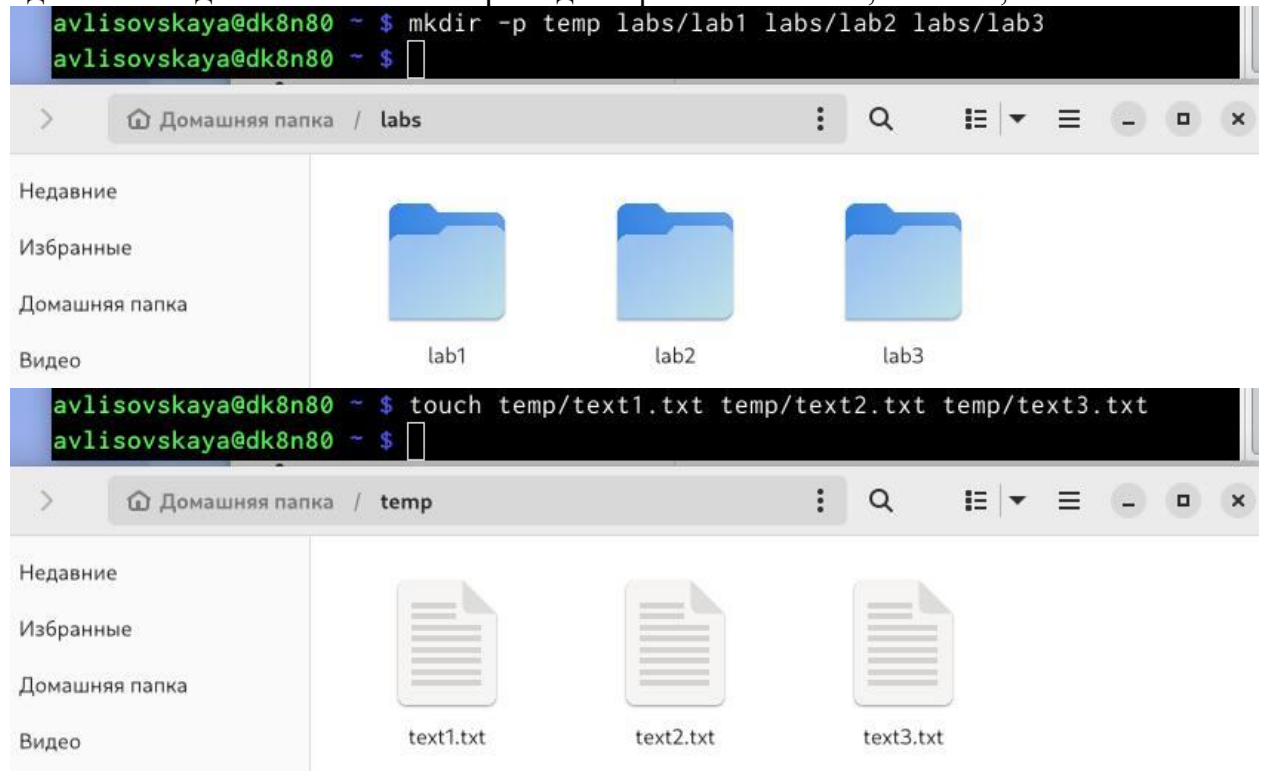 avlisovskaya@dk8n80 ~ $ mkdir -p temp labs/lab1 labs/lab2 labs/lab3
avlisovskaya@dk8n80 ~ $
Домашняя папка / labs
Недавние
Избранные
Домашняя папка
Видео
lab1 lab2 lab3
avlisovskaya@dk8n80 ~ $ touch temp/text1.txt temp/text2.txt temp/text3.txt
avlisovskaya@dk8n80 ~ $
Домашняя папка / temp
Недавние
Избранные
Домашняя папка
Видео
text1.txt text2.txt text3.txt